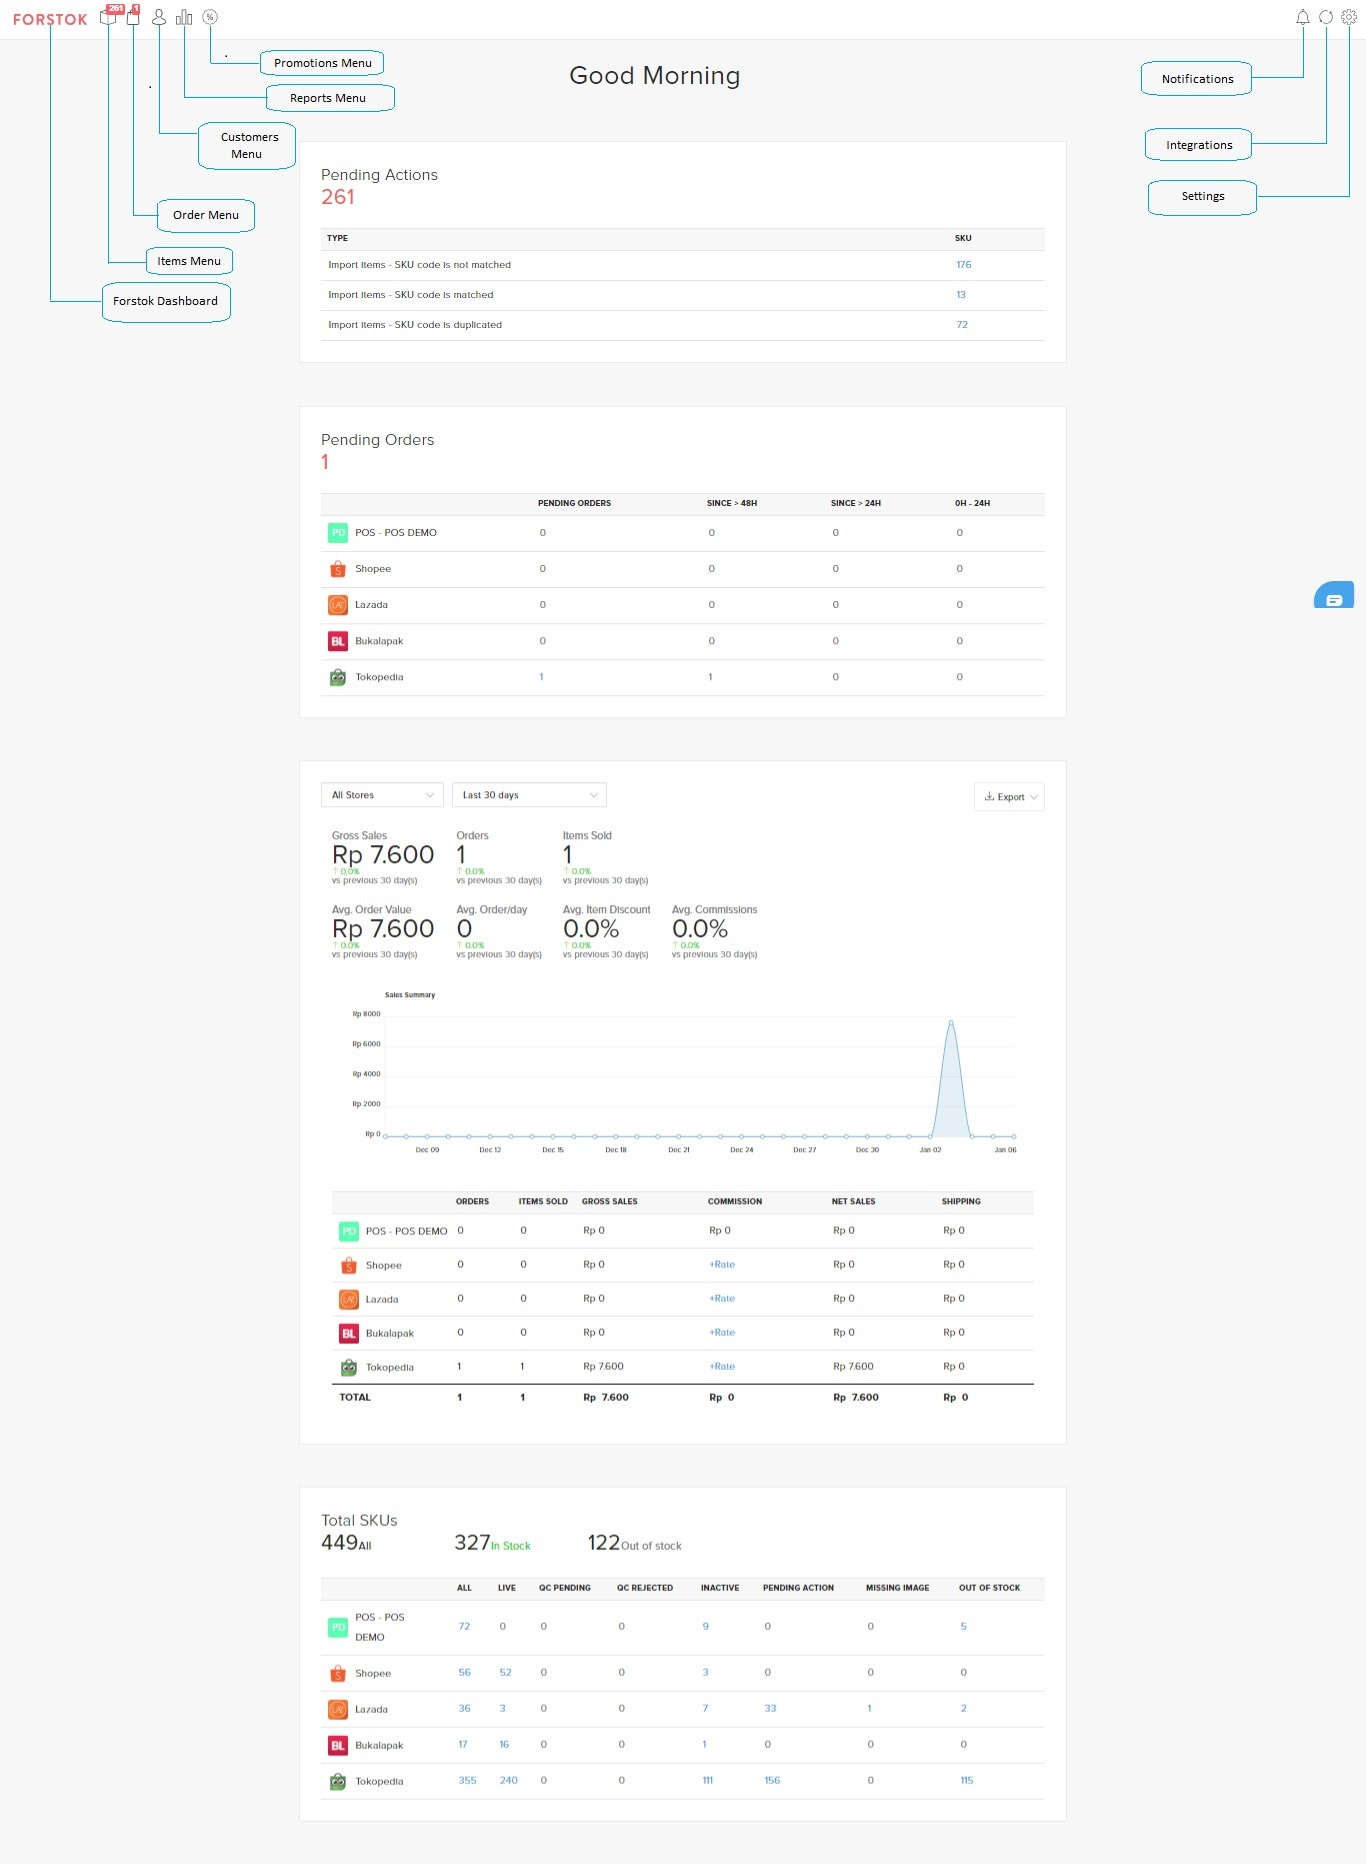 FORSTOK 261 1
Promotions Menu
Good Morning
Notifications
Reports Menu
Customers
Menu
Integrations
Settings
Order Menu
Items Menu
Forstok Dashboard
Pending Actions
261
TYPE SKU
Import items - SKU code is not matched 176
Import items - SKU code is matched 13
Import items - SKU code is duplicated 72
Pending Orders
1
PENDING ORDERS SINCE > 48H SINCE > 24H 0H - 24H
PD POS - POS DEMO 0 0 0 0
Shopee 0 0 0 0
LAZ Lazada 0 0 0 0
BL Bukalapak 0 0 0 0
Tokopedia 1 1 0 0
All Stores Last 30 days Export
Gross Sales Orders Items Sold
Rp 7.600 1 1
↑ 0.0% ↑ 0.0% ↑ 0.0%
vs previous 30 day(s) vs previous 30 day(s) vs previous 30 day(s)
Avg. Order Value Avg. Order/day Avg. Item Discount Avg. Commissions
Rp 7.600 0 0.0% 0.0%
↑ 0.0% ↑ 0.0% ↑ 0.0% ↑ 0.0%
vs previous 30 day(s) vs previous 30 day(s) vs previous 30 day(s) vs previous 30 day(s)
Sales Summary
Rp 8000
Rp 6000
Rp 4000
Rp 2000
Rp 0
Dec 09 Dec 12 Dec 15 Dec 18 Dec 21 Dec 24 Dec 27 Dec 30 Jan 02 Jan 06
ORDERS ITEMS SOLD GROSS SALES COMMISSION NET SALES SHIPPING
PD POS - POS DEMO 0 0 Rp 0 Rp 0 Rp 0 Rp 0
Shopee 0 0 Rp 0 +Rate Rp 0 Rp 0
LAZ Lazada 0 0 Rp 0 +Rate Rp 0 Rp 0
BL Bukalapak 0 0 Rp 0 +Rate Rp 0 Rp 0
Tokopedia 1 1 Rp 7.600 +Rate Rp 7.600 Rp 0
TOTAL 1 1 Rp 7.600 Rp 0 Rp 7.600 Rp 0
Total SKUs
449 All 327 In Stock 122 Out of stock
ALL LIVE QC PENDING QC REJECTED INACTIVE PENDING ACTION MISSING IMAGE OUT OF STOCK
POS - POS
PD DEMO 72 0 0 0 9 0 0 5
Shopee 56 52 0 0 3 0 0 0
LAZ Lazada 36 3 0 0 7 33 1 2
BL Bukalapak 17 16 0 0 1 0 0 0
Tokopedia 355 240 0 0 111 156 0 115